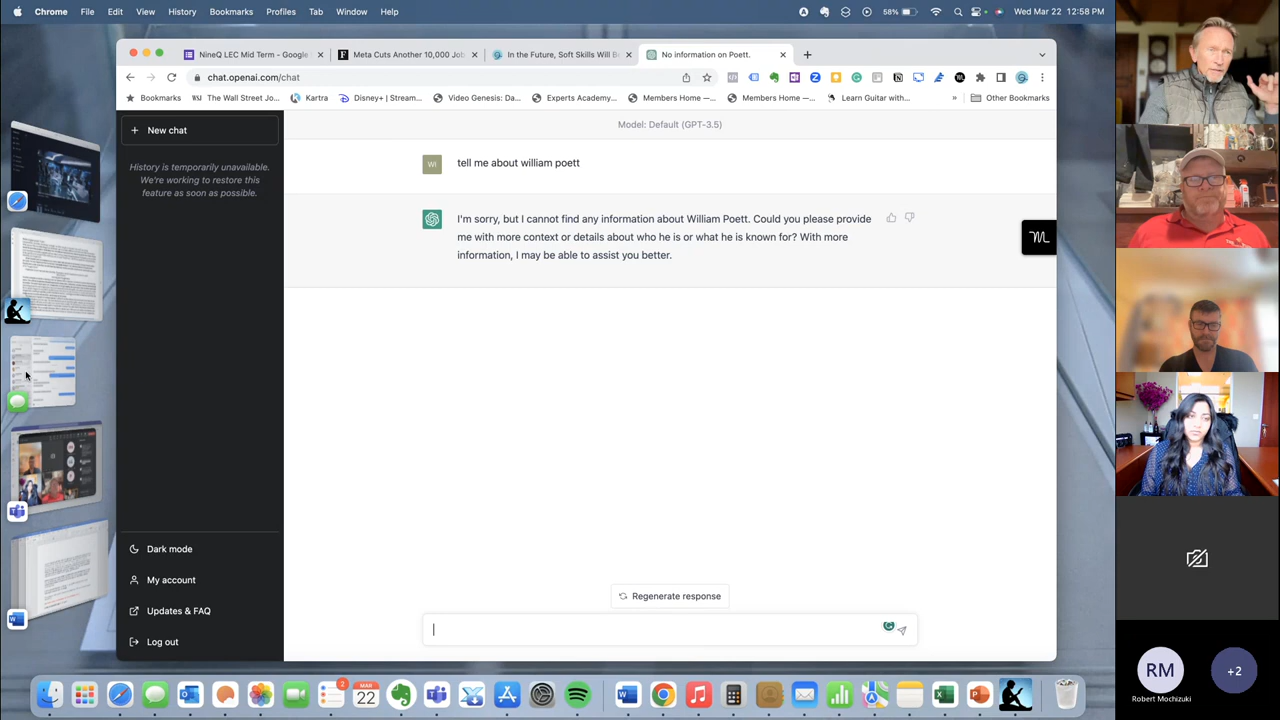 Chrome File Edit View History Bookmarks Profiles Tab Window Help 58% Wed Mar 22 12:58 PM
NineQ LEC Mid Term - Google Meta Cuts Another 10,000 Job In the Future, Soft Skills Will B No information on Poett.
chat.openai.com/chat
Bookmarks The Wall Street Jo... Kartra Disney+ | Stream... Video Genesis: Da... Experts Academy... Members Home —... Members Home —... Learn Guitar with... » Other Bookmarks
+ New chat
Model: Default (GPT-3.5)
History is temporarily unavailable.
We're working to restore this
feature as soon as possible.
WI tell me about william poett
I'm sorry, but I cannot find any information about William Poett. Could you please provide
me with more context or details about who he is or what he is known for? With more
information, I may be able to assist you better.
Dark mode
My account
Updates & FAQ
Log out
Regenerate response
2
MAR
22
RM
+2
Robert Mochizuki